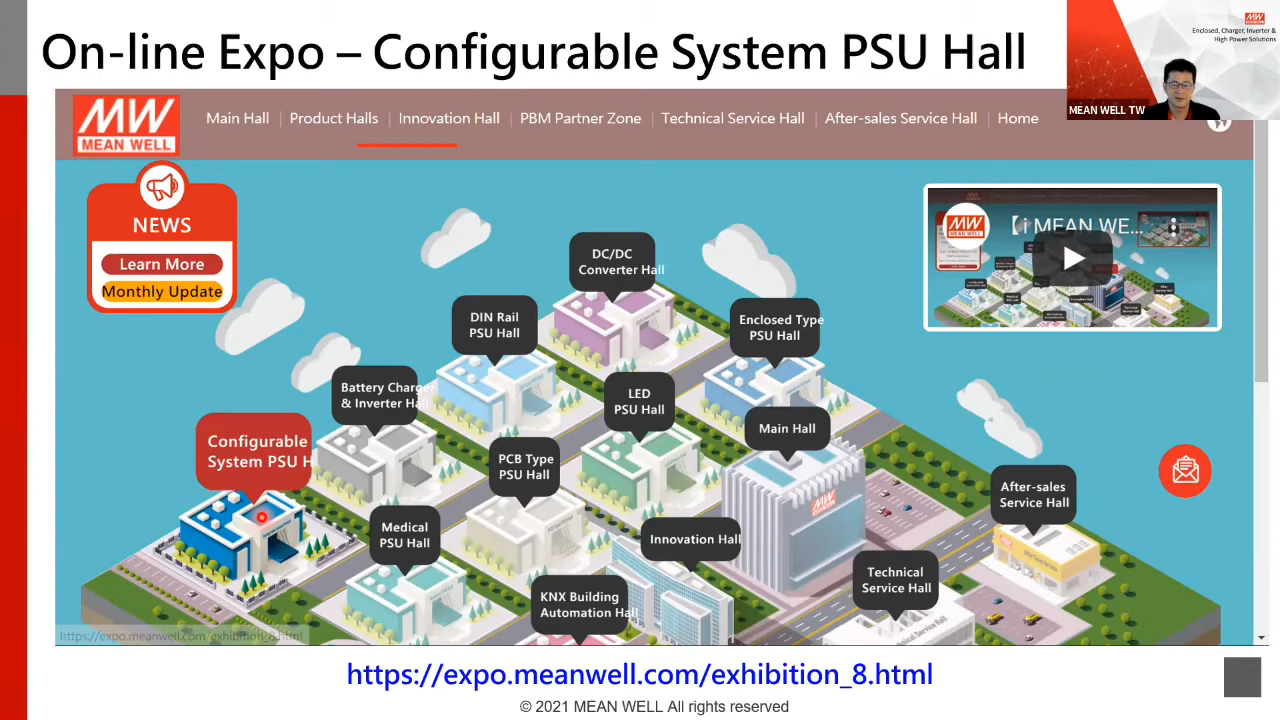 On-line Expo – Configurable System PSU Hall
MW
Enclosed, Charger, Inverter &
High Power Solutions
MEAN WELL TW
MW
MEAN WELL
Main Hall
Product Halls
Innovation Hall
PBM Partner Zone
Technical Service Hall
After-sales Service Hall
Home
NEWS
Learn More
Monthly Update
MW
i MEAN WE...
DC/DC
Converter Hall
DIN Rail
PSU Hall
Enclosed Type
PSU Hall
Battery Charger
& Inverter Hall
LED
PSU Hall
Main Hall
Configurable
System PSU H
PCB Type
PSU Hall
MW
After-sales
Service Hall
Medical
PSU Hall
Innovation Hall
Technical
Service Hall
KNX Building
Automation Hall
https://expo.meanwell.com/exhibition_8.html
https://expo.meanwell.com/exhibition_8.html
© 2021 MEAN WELL All rights reserved